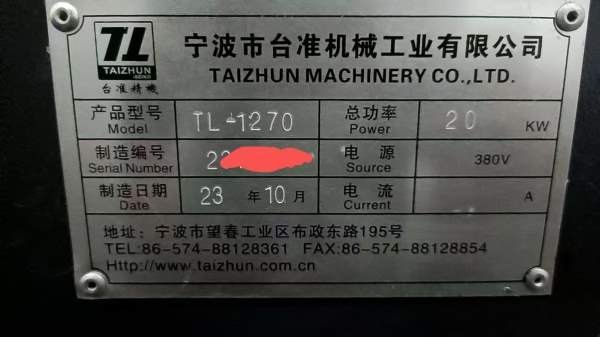 TL
TAIZHUN
台准精機
宁波市台准机械工业有限公司
TAIZHUN MACHINERY CO.,LTD.
产品型号 TL-1270 总功率 20 KW
Model Power
制造编号 22 电 源 380V
Serial Number Source
制造日期 23 年 10 月 电 流 A
Date Current
地址: 宁波市望春工业区布政东路195号
TEL:86-574-88128361 FAX:86-574-88128854
Http://www.taizhun.com.cn